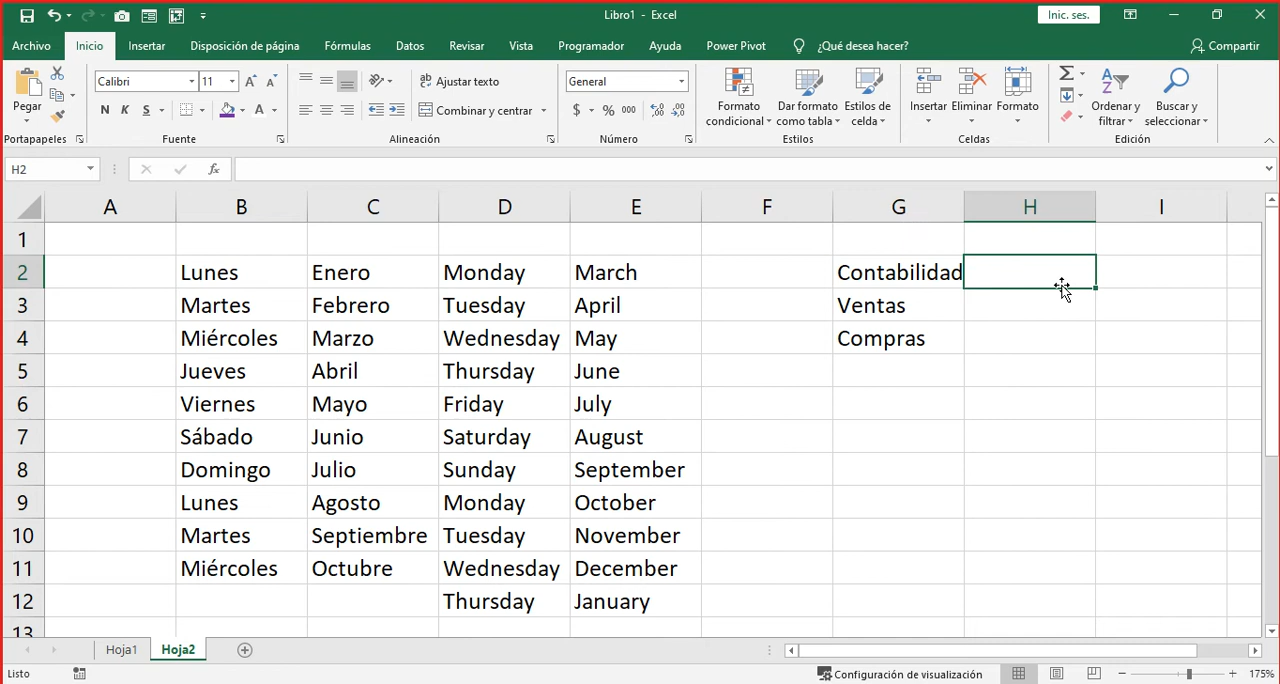 Libro1 - Excel
Inic. ses.
Archivo Inicio Insertar Disposición de página Fórmulas Datos Revisar Vista Programador Ayuda Power Pivot ¿Qué desea hacer? Compartir
Pegar
Portapapeles
Calibri 11
N K S
Fuente
Ajustar texto
Combinar y centrar
Alineación
General
$ % 000
Número
Formato condicional
Dar formato como tabla
Estilos de celda
Estilos
Insertar Eliminar Formato
Celdas
Ordenar y filtrar
Buscar y seleccionar
Edición
H2 fx
A B C D E F G H I
1
2 Lunes Enero Monday March Contabilidad
3 Martes Febrero Tuesday April Ventas
4 Miércoles Marzo Wednesday May Compras
5 Jueves Abril Thursday June
6 Viernes Mayo Friday July
7 Sábado Junio Saturday August
8 Domingo Julio Sunday September
9 Lunes Agosto Monday October
10 Martes Septiembre Tuesday November
11 Miércoles Octubre Wednesday December
12 Thursday January
13
Hoja1 Hoja2
Listo Configuración de visualización 175%